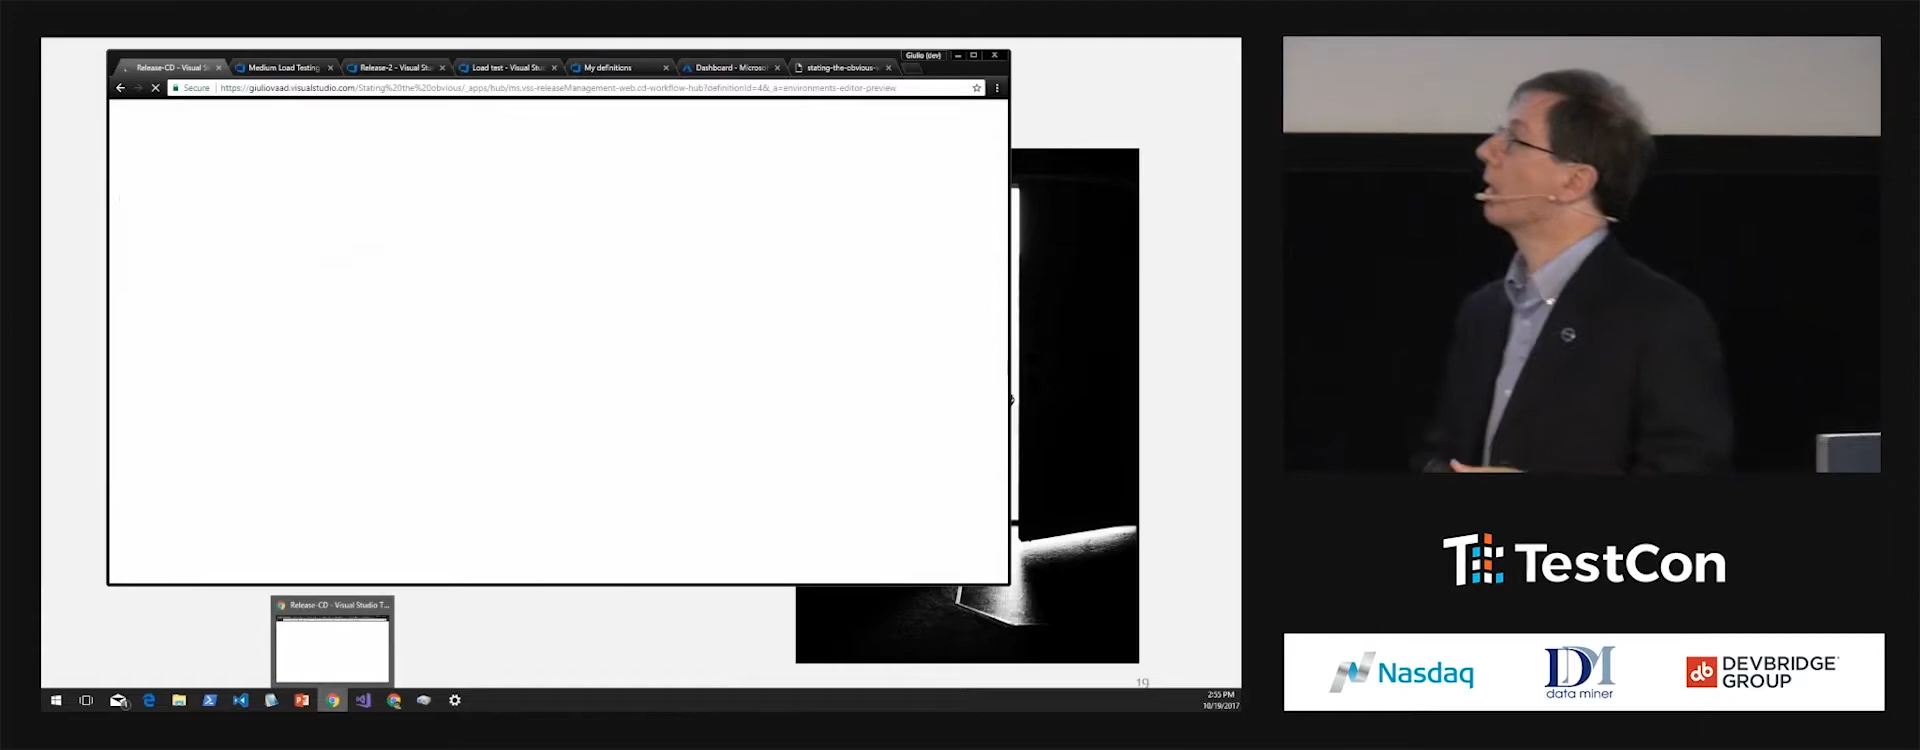 Giulio (dev)
Release-CD - Visual S
Medium Load Testing
Release-2 - Visual Stu
Load test - Visual Stu
My definitions
Dashboard - Microso
stating-the-obvious-
Secure
https://giuliovaad.visualstudio.com/Stating%20the%20obvious/_apps/hub/ms.vss-releaseManagement-web.cd-workflow-hub?definitionId=4&_a=environments-editor-preview
Release-CD - Visual Studio T...
19
2:55 PM
10/19/2017
TestCon
Nasdaq
DM
data miner
db
DEVBRIDGE
GROUP